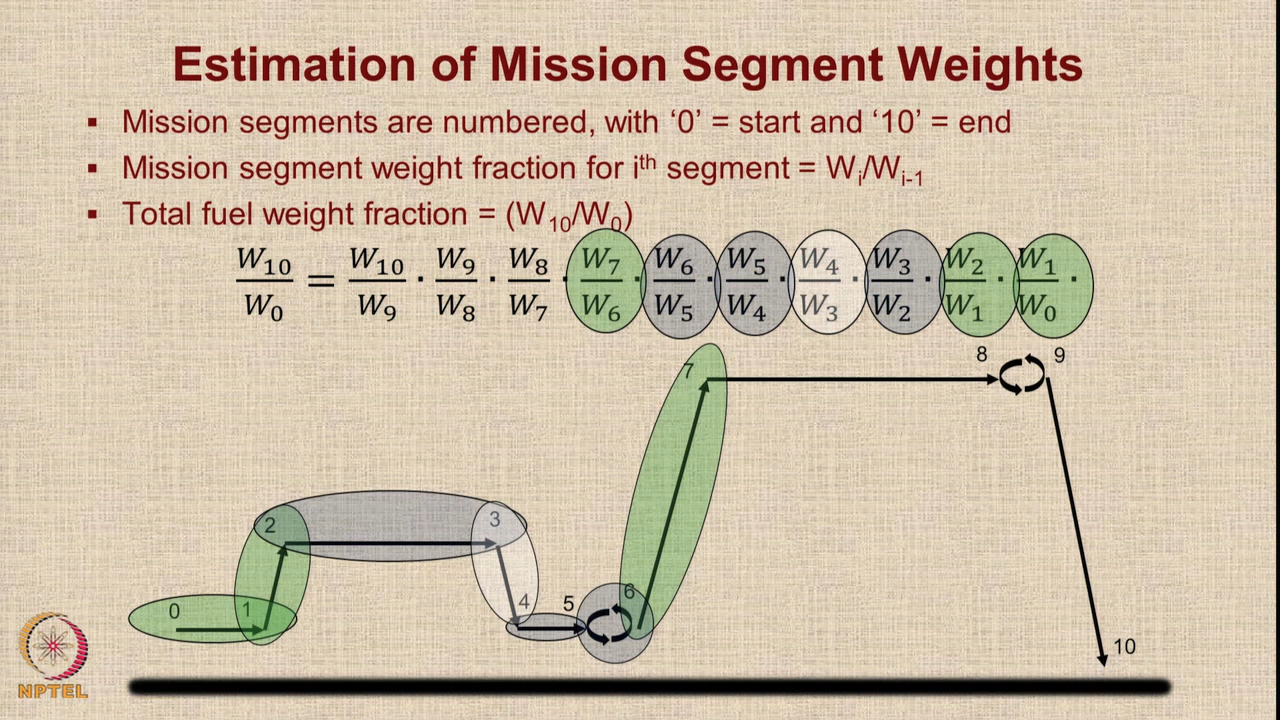 Estimation of Mission Segment Weights
▪ Mission segments are numbered, with ‘0’ = start and ‘10’ = end
▪ Mission segment weight fraction for iᵗʰ segment = Wᵢ/Wᵢ₋₁
▪ Total fuel weight fraction = (W₁₀/W₀)
W₁₀/W₀ = W₁₀/W₉ · W₉/W₈ · W₈/W₇ · W₇/W₆ · W₆/W₅ · W₅/W₄ · W₄/W₃ · W₃/W₂ · W₂/W₁ · W₁/W₀ ·
8 9
7
2 3
0 1 4 5 6
10
NPTEL